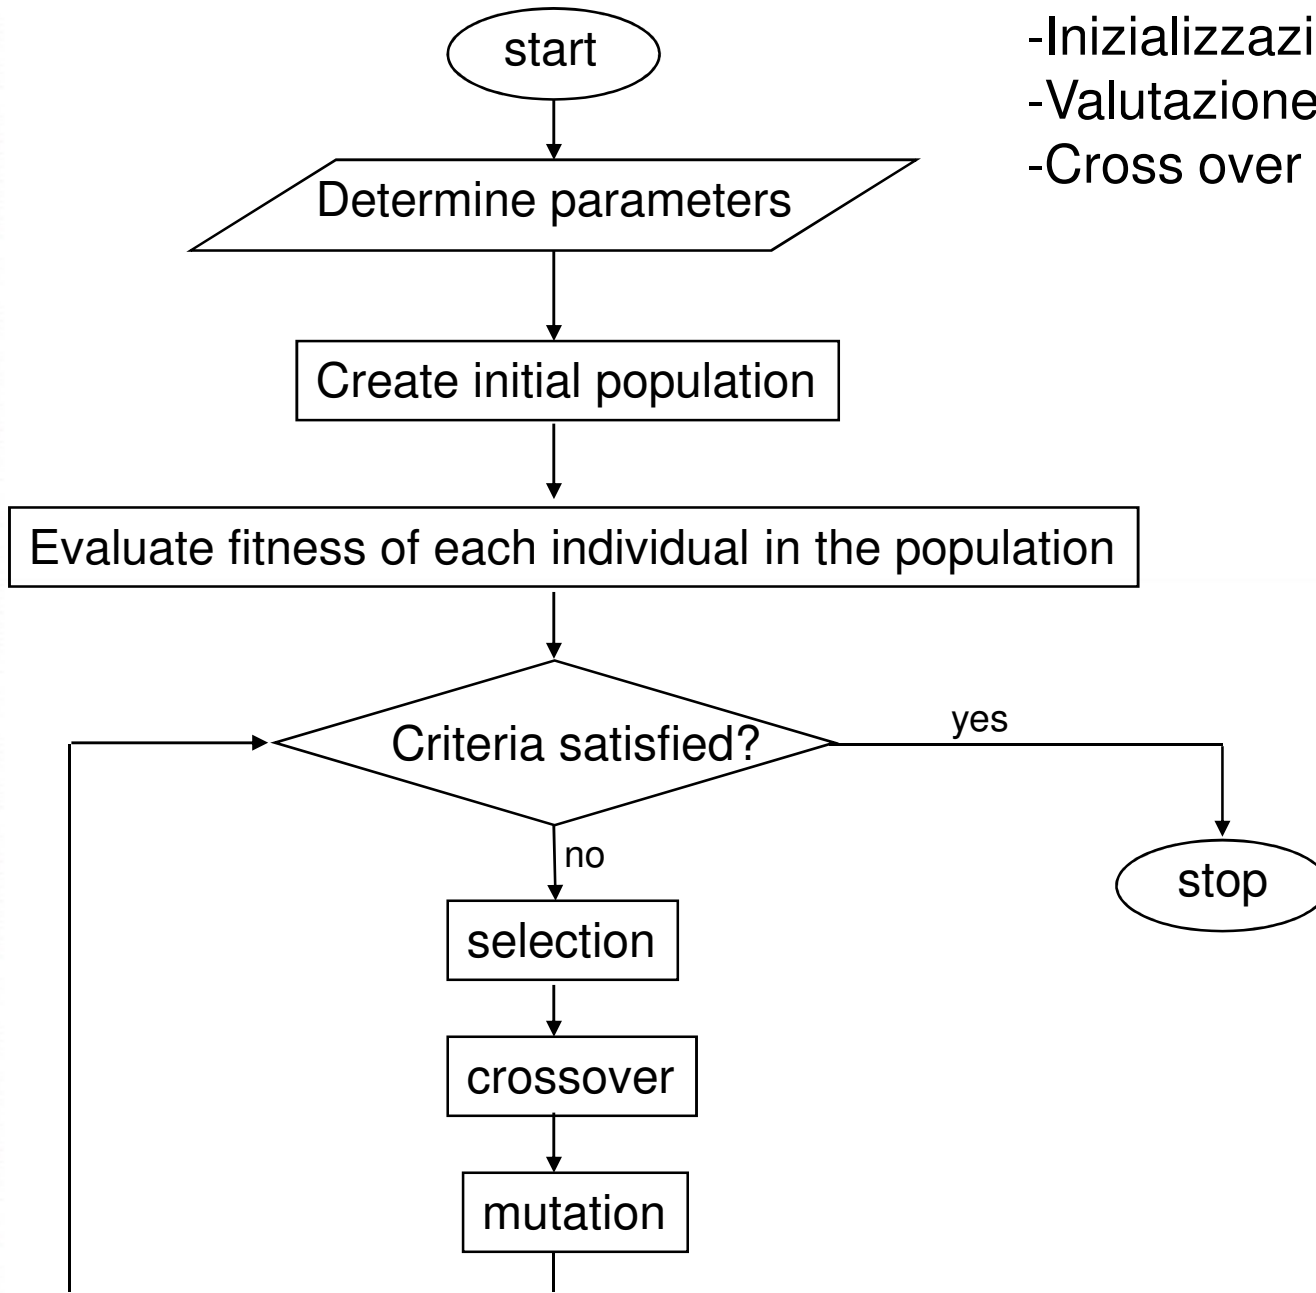 start
Determine parameters
Create initial population
Evaluate fitness of each individual in the population
Criteria satisfied?
yes
no
stop
selection
crossover
mutation
-Valutazione
-Cross over